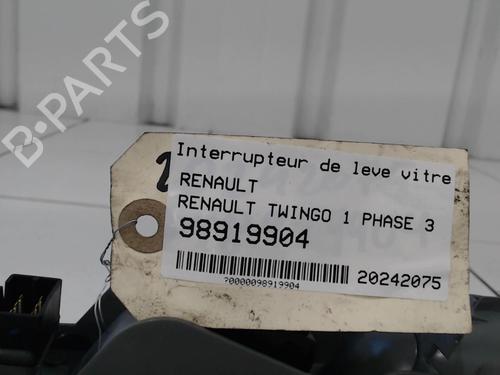 B-PARTS
Interrupteur de leve vitre
RENAULT
RENAULT TWINGO 1 PHASE 3
98919904
20242075
?0000098919904